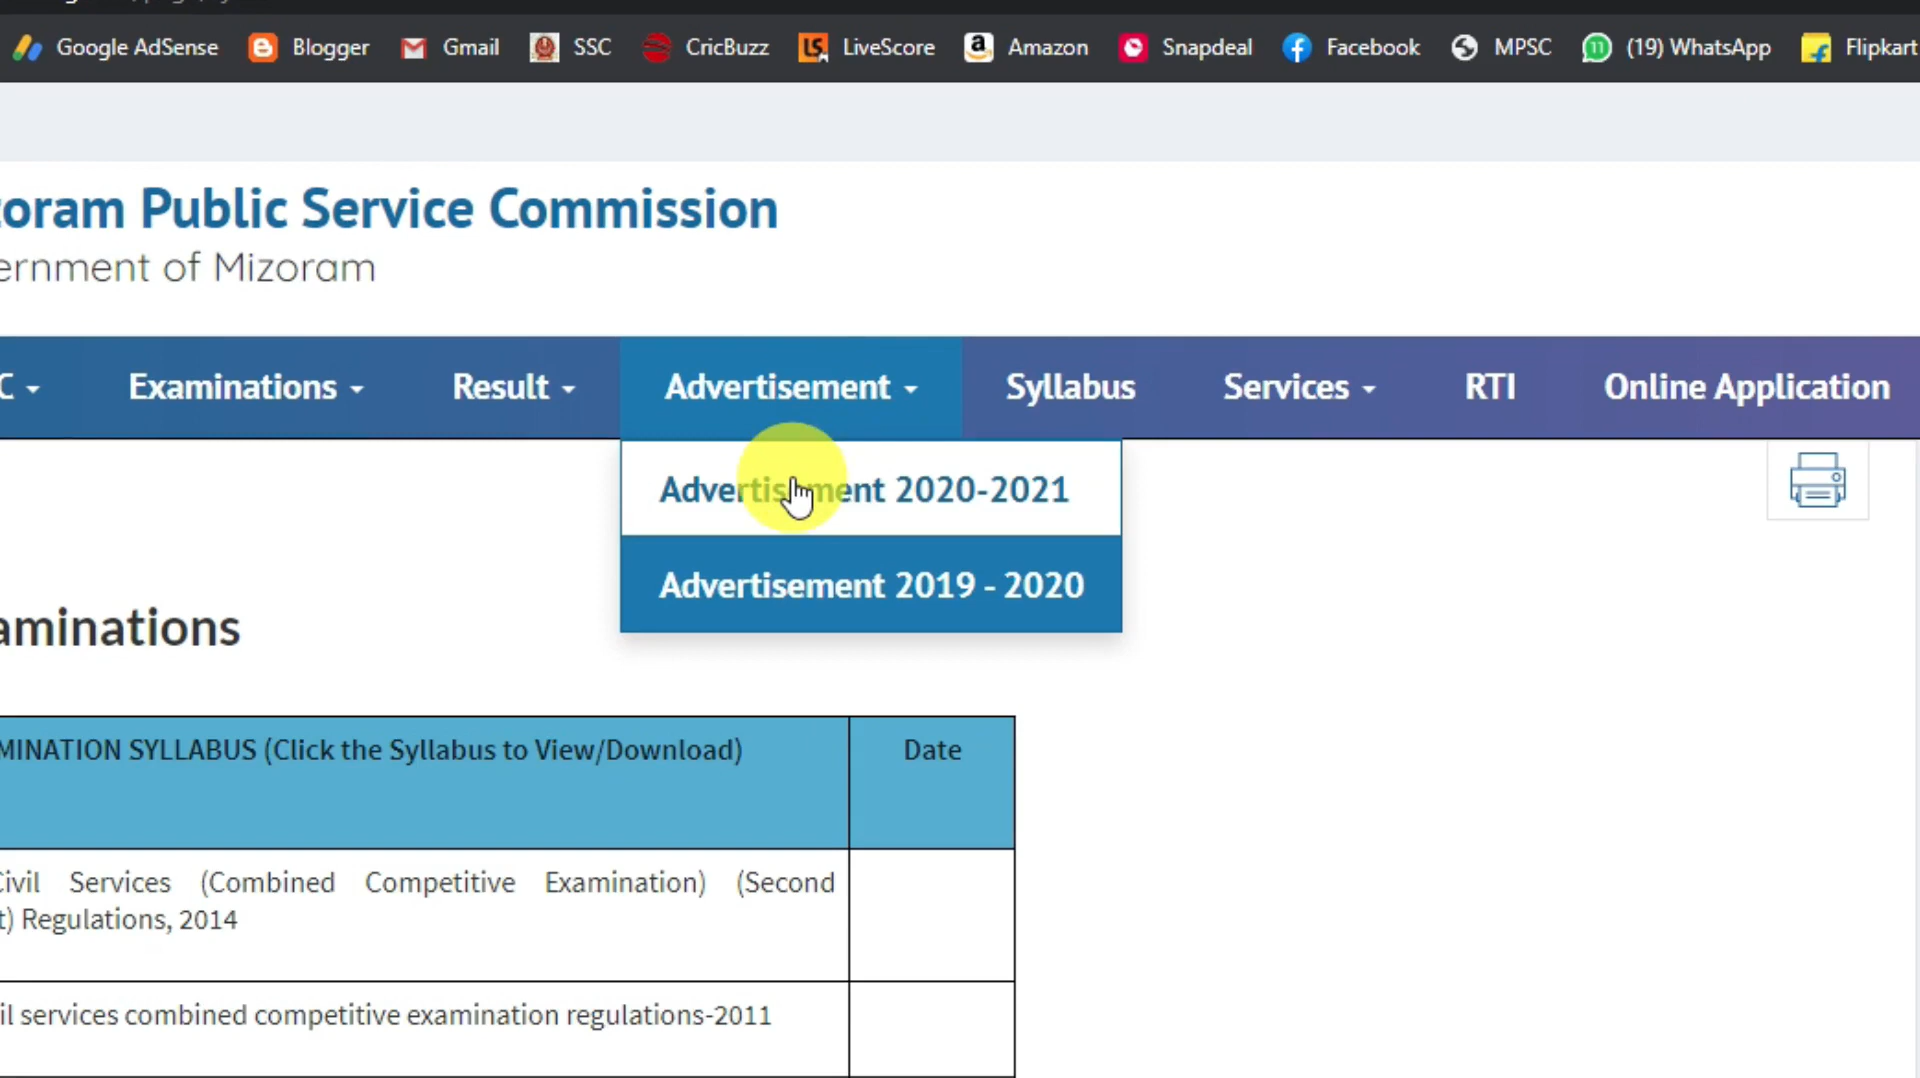 Google AdSense Blogger Gmail SSC CricBuzz LiveScore Amazon Snapdeal Facebook MPSC (19) WhatsApp Flipkart
zoram Public Service Commission
ernment of Mizoram
C Examinations Result Advertisement Syllabus Services RTI Online Application
Advertisement 2020-2021
Advertisement 2019 - 2020
aminations
MINATION SYLLABUS (Click the Syllabus to View/Download) Date
Civil Services (Combined Competitive Examination) (Second
t) Regulations, 2014
il services combined competitive examination regulations-2011